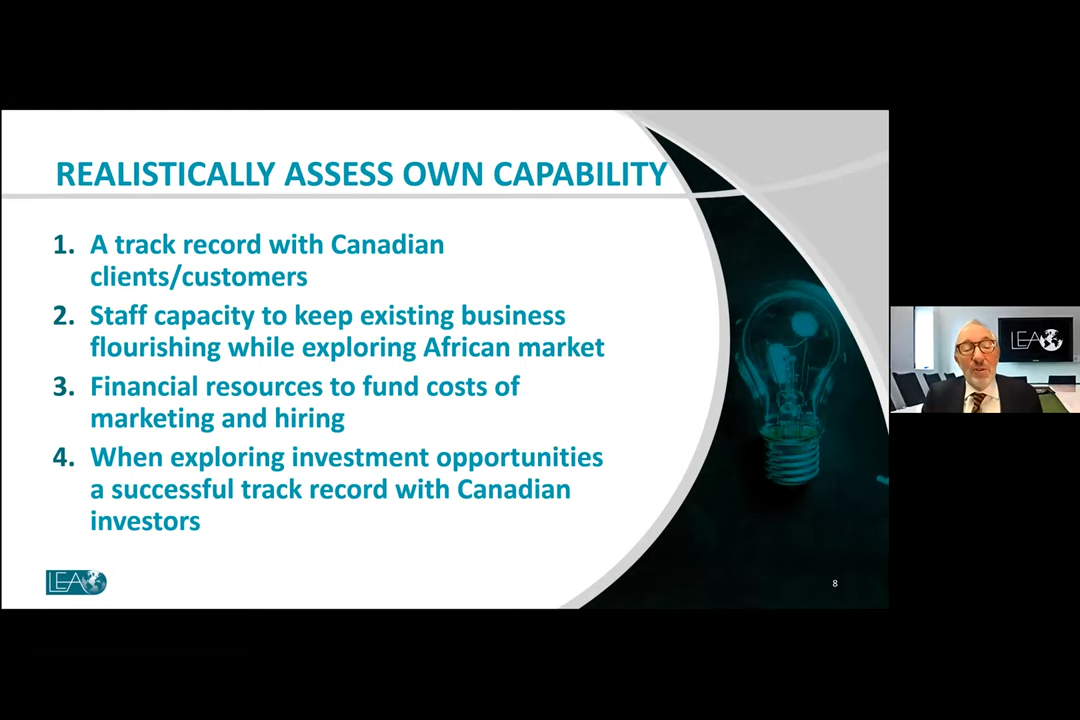 REALISTICALLY ASSESS OWN CAPABILITY
1. A track record with Canadian
clients/customers
2. Staff capacity to keep existing business
flourishing while exploring African market
3. Financial resources to fund costs of
marketing and hiring
4. When exploring investment opportunities
a successful track record with Canadian
investors
LEA
8
LEA